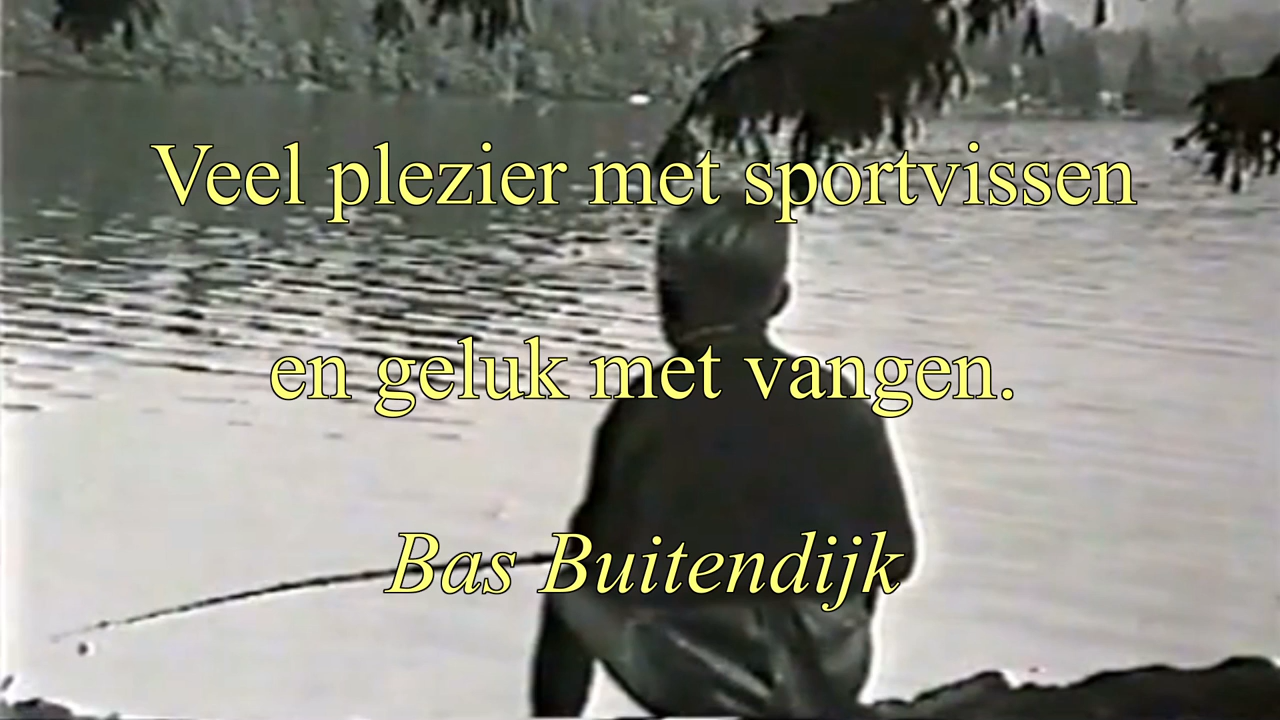 Veel plezier met sportvissen
en geluk met vangen.
Bas Buitendijk